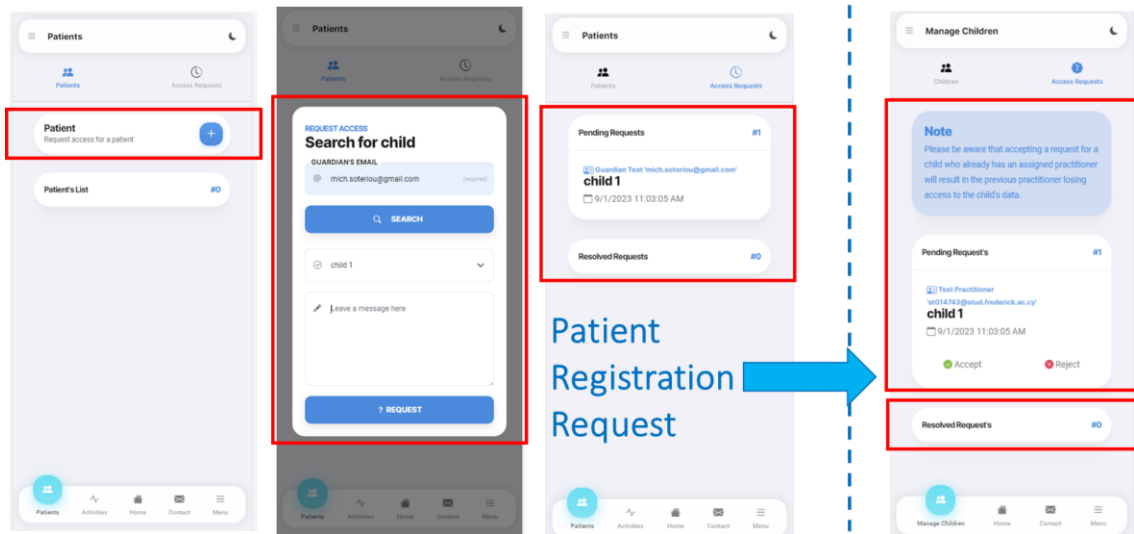 Patients
Patients
Access Requests
Patient
Request access for a patient
+
Patient's List
#0
Patients
Activities
Home
Contact
Menu
Patients
Patients
Access Requests
REQUEST ACCESS
Search for child
GUARDIAN'S EMAIL
@ mich.soteriou@gmail.com (required)
SEARCH
child 1
Leave a message here
? REQUEST
Patients
Activities
Home
Contact
Menu
Patients
Patients
Access Requests
Pending Requests #1
Guardian Test 'mich.soteriou@gmail.com'
child 1
9/1/2023 11:03:05 AM
Resolved Requests #0
Patient
Registration
Request
Patients
Activities
Home
Contact
Menu
Manage Children
Children
? Access Requests
Note
Please be aware that accepting a request for a
child who already has an assigned practitioner
will result in the previous practitioner losing
access to the child's data.
Pending Request's #1
Test Practitioner
'st014743@stud.frederick.ac.cy'
child 1
9/1/2023 11:03:05 AM
Accept
Reject
Resolved Request's #0
Manage Children
Home
Contact
Menu